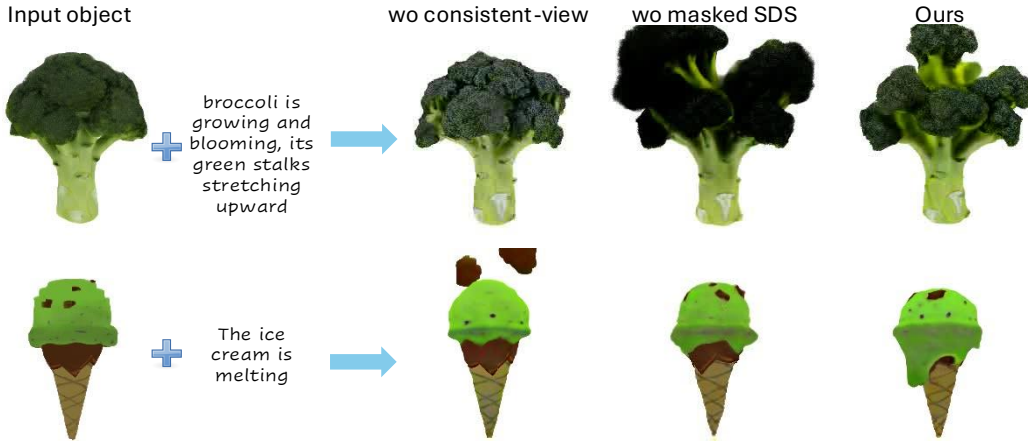 Input object
wo consistent-view
wo masked SDS
Ours
broccoli is
growing and
blooming, its
green stalks
stretching
upward
The ice
cream is
melting